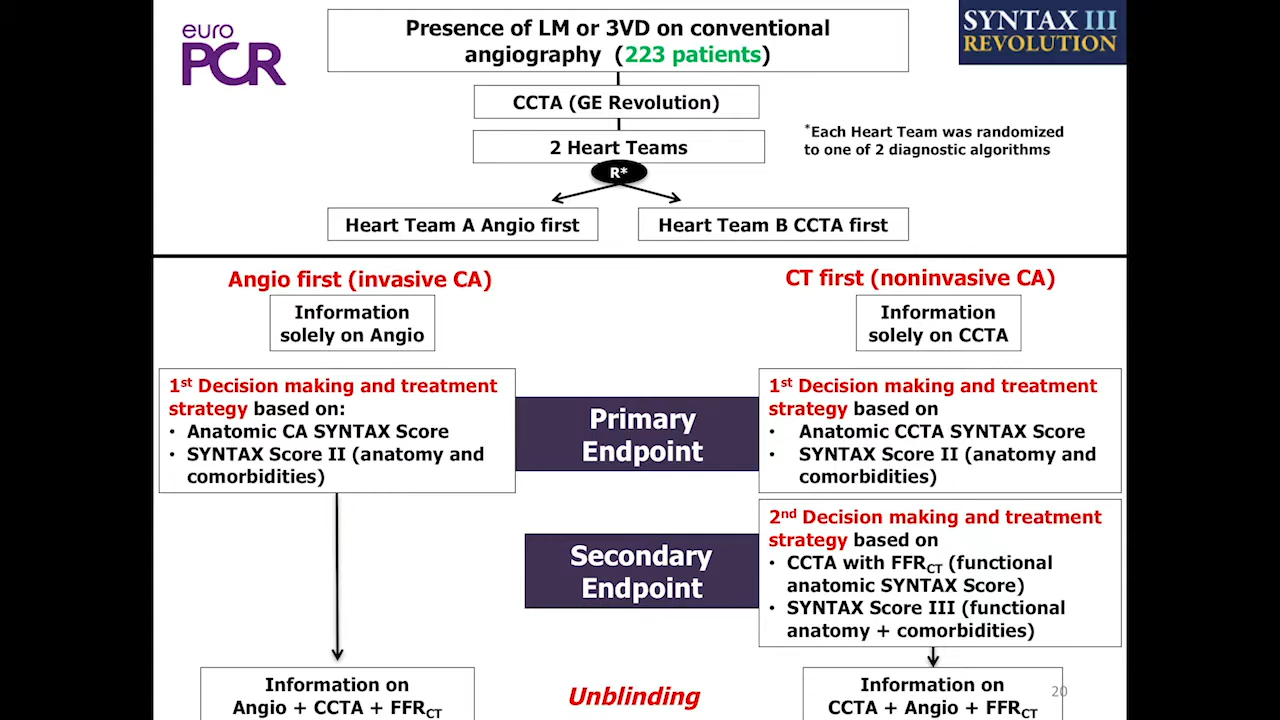 euro
PCR
Presence of LM or 3VD on conventional
angiography (223 patients)
SYNTAX III
REVOLUTION
CCTA (GE Revolution)
2 Heart Teams
*Each Heart Team was randomized
to one of 2 diagnostic algorithms
R*
Heart Team A Angio first
Heart Team B CCTA first
Angio first (invasive CA)
CT first (noninvasive CA)
Information
solely on Angio
Information
solely on CCTA
1st Decision making and treatment
strategy based on:
• Anatomic CA SYNTAX Score
• SYNTAX Score II (anatomy and
comorbidities)
Primary
Endpoint
1st Decision making and treatment
strategy based on
• Anatomic CCTA SYNTAX Score
• SYNTAX Score II (anatomy and
comorbidities)
Secondary
Endpoint
2nd Decision making and treatment
strategy based on
• CCTA with FFRCT (functional
anatomic SYNTAX Score)
• SYNTAX Score III (functional
anatomy + comorbidities)
Information on
Angio + CCTA + FFRCT
Unblinding
Information on
CCTA + Angio + FFRCT
20